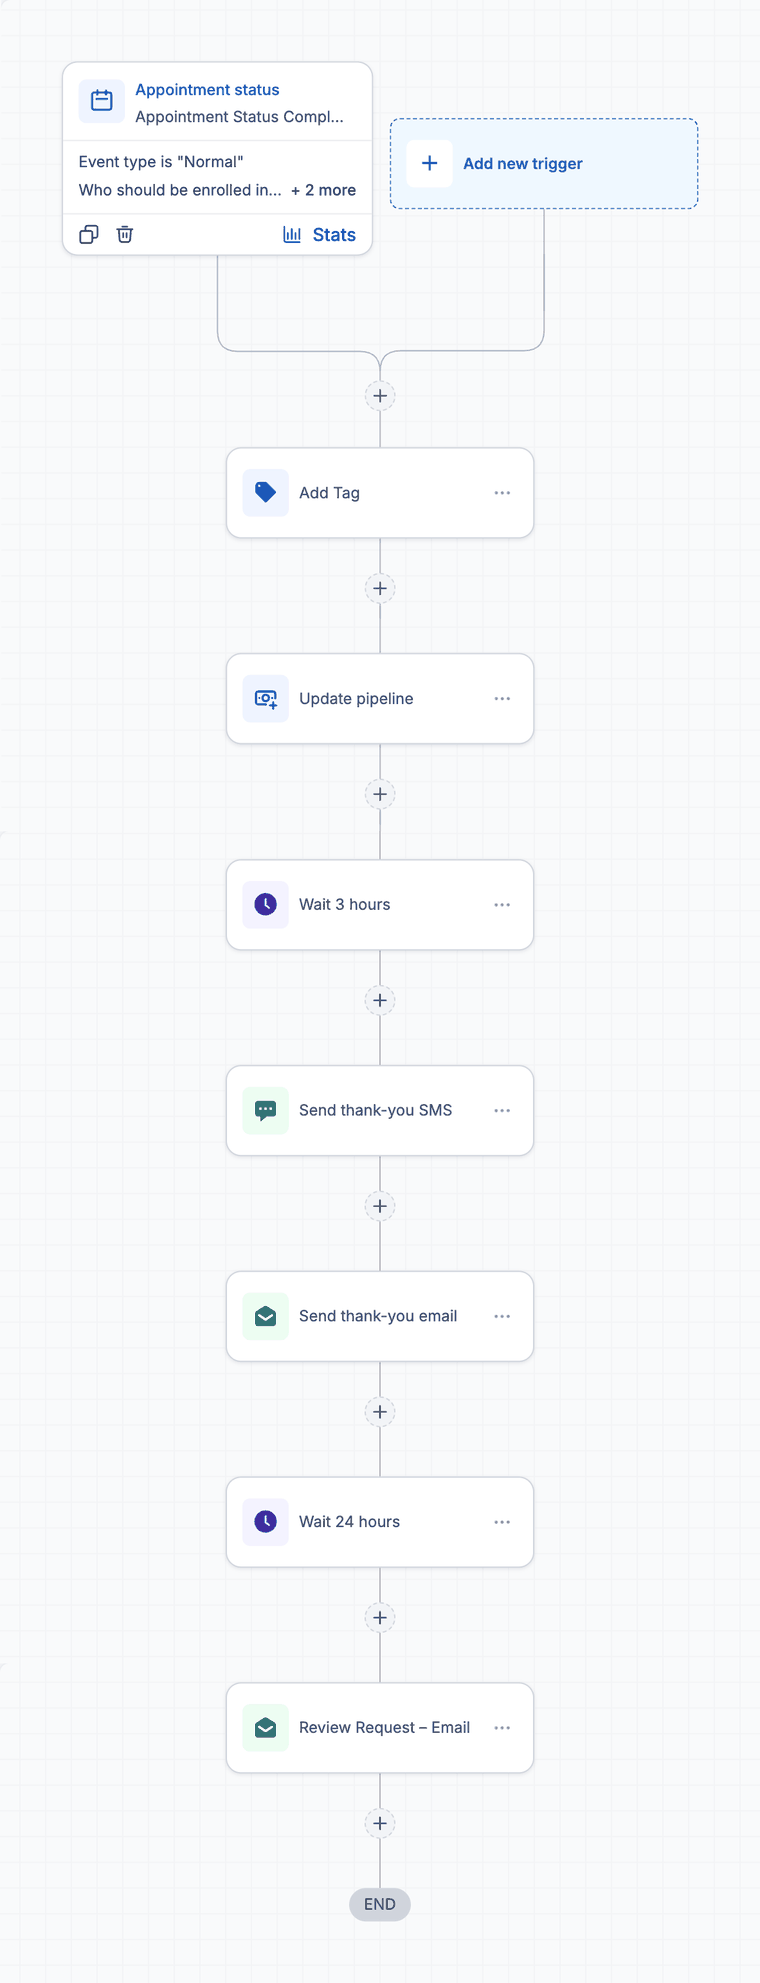 Appointment status
Appointment Status Compl...
Event type is "Normal"
Who should be enrolled in... + 2 more
Stats
Add new trigger
Add Tag
Update pipeline
Wait 3 hours
Send thank-you SMS
Send thank-you email
Wait 24 hours
Review Request – Email
END